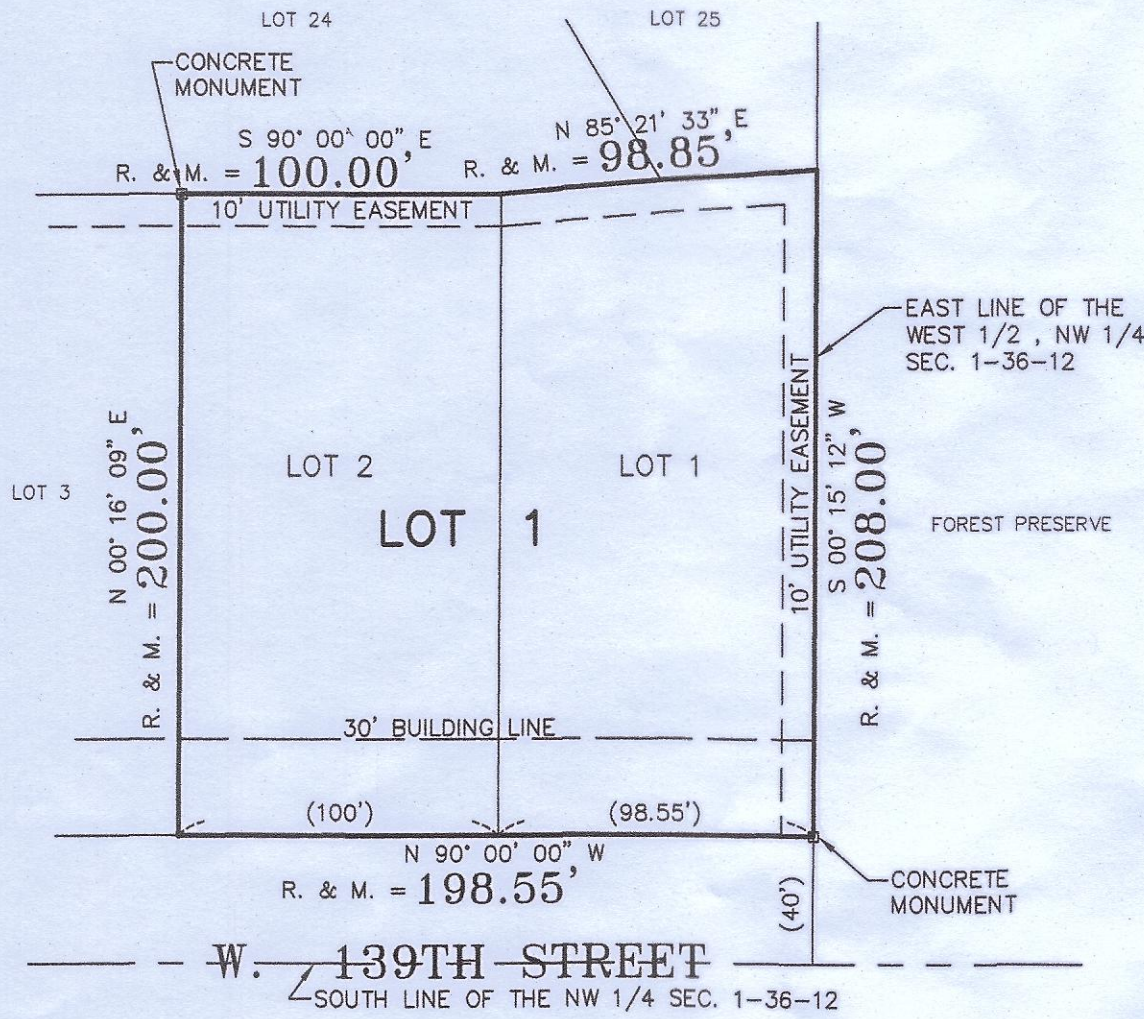 LOT 24
LOT 25
CONCRETE
MONUMENT
S 90° 00' 00" E
R. & M. = 100.00'
N 85° 21' 33" E
R. & M. = 98.85'
10' UTILITY EASEMENT
EAST LINE OF THE
WEST 1/2 , NW 1/4
SEC. 1-36-12
10' UTILITY EASEMENT
N 00° 16' 09" E
R. & M. = 200.00'
S 00° 15' 12" W
R. & M. = 208.00'
LOT 3
LOT 2
LOT 1
LOT 1
FOREST PRESERVE
30' BUILDING LINE
(100')
(98.55')
N 90° 00' 00" W
R. & M. = 198.55'
(40')
CONCRETE
MONUMENT
W. 139TH STREET
SOUTH LINE OF THE NW 1/4 SEC. 1-36-12